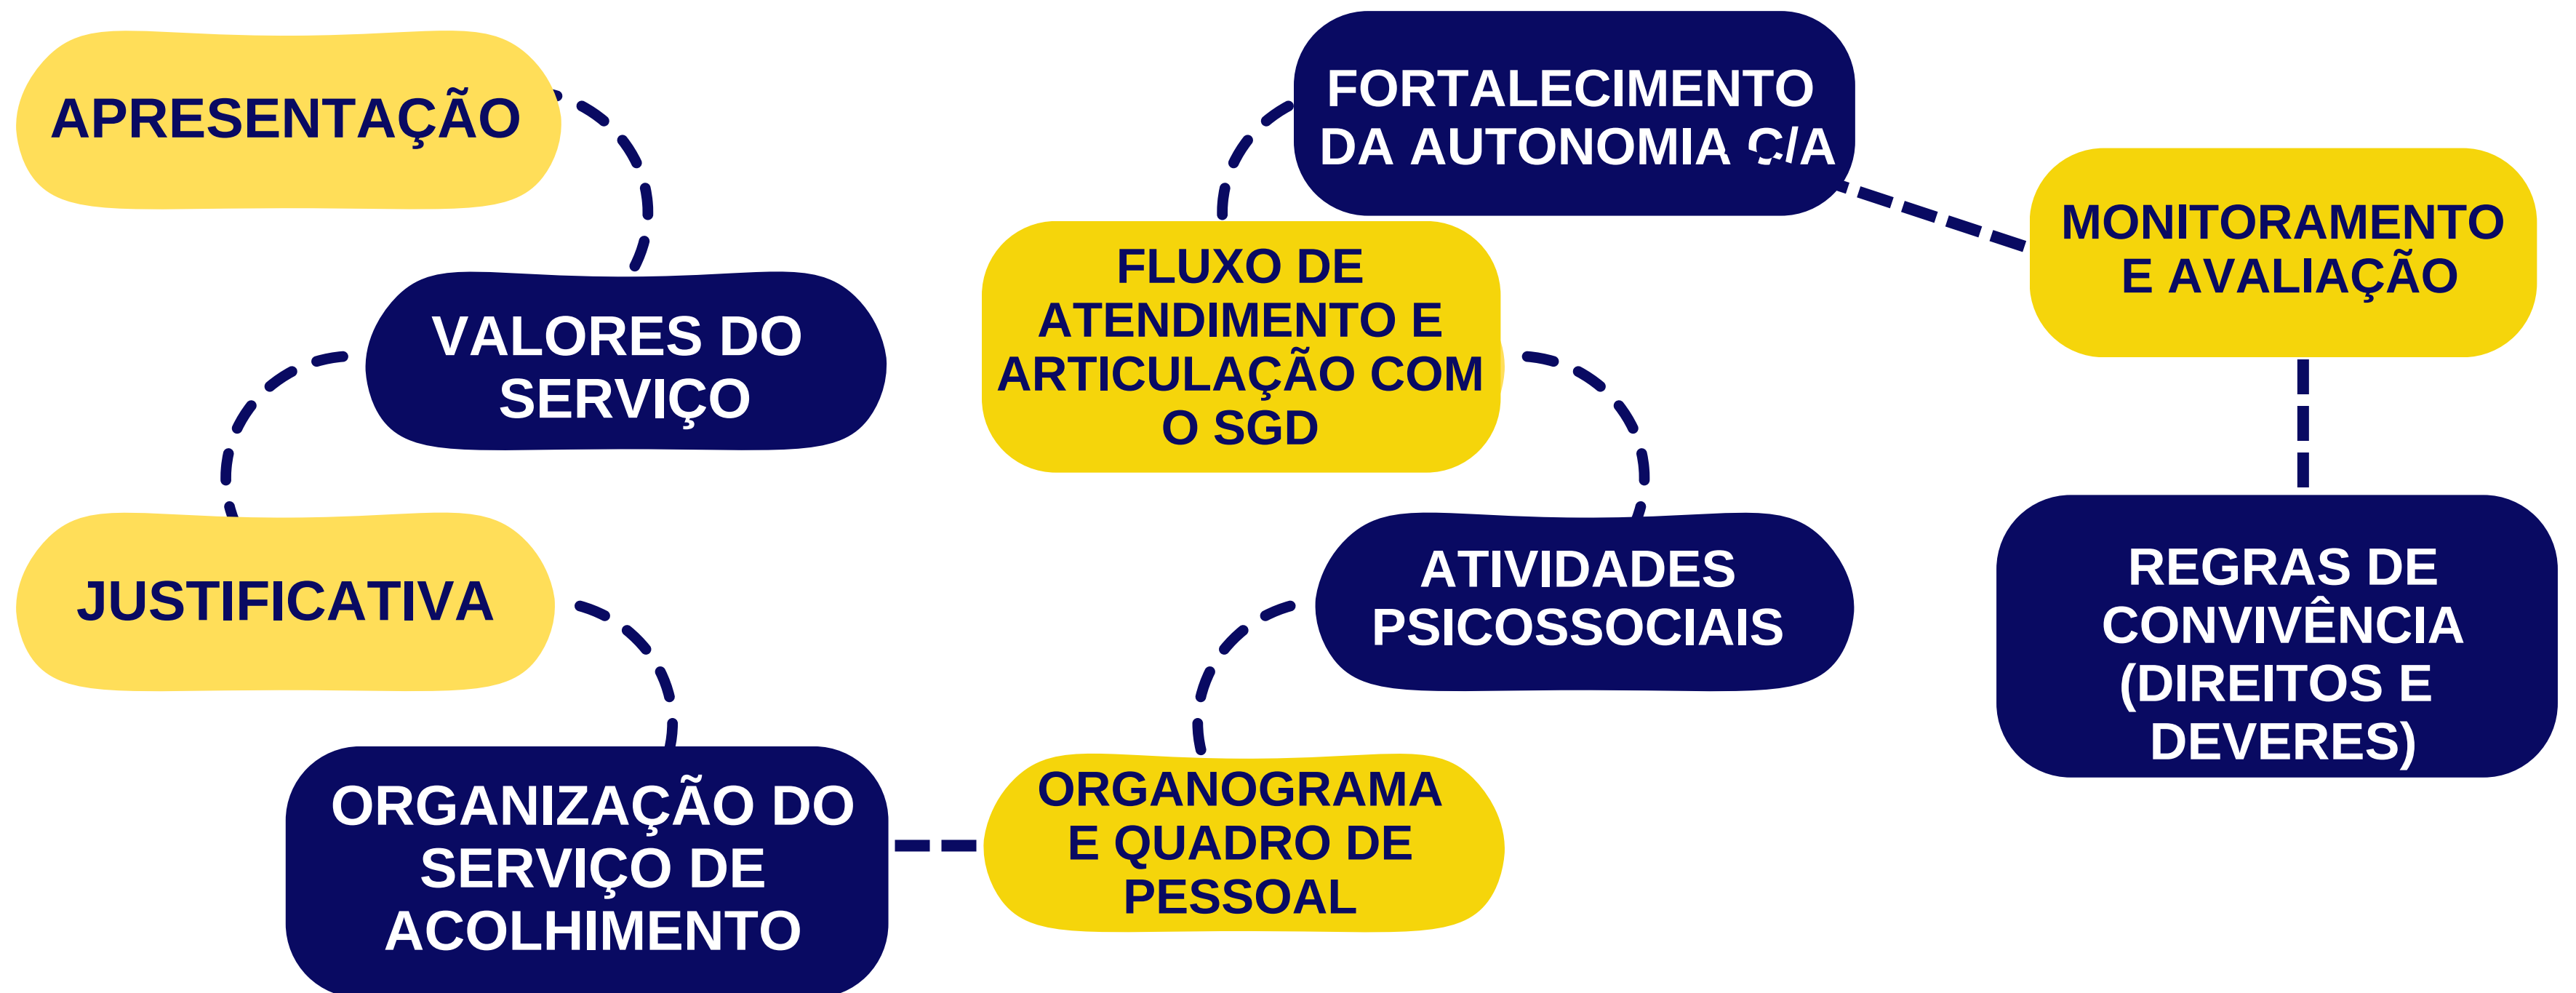 APRESENTAÇÃO
VALORES DO
SERVIÇO
JUSTIFICATIVA
ORGANIZAÇÃO DO
SERVIÇO DE
ACOLHIMENTO
ORGANOGRAMA
E QUADRO DE
PESSOAL
ATIVIDADES
PSICOSSOCIAIS
FLUXO DE
ATENDIMENTO E
ARTICULAÇÃO COM
O SGD
FORTALECIMENTO
DA AUTONOMIA C/A
MONITORAMENTO
E AVALIAÇÃO
REGRAS DE
CONVIVÊNCIA
(DIREITOS E
DEVERES)